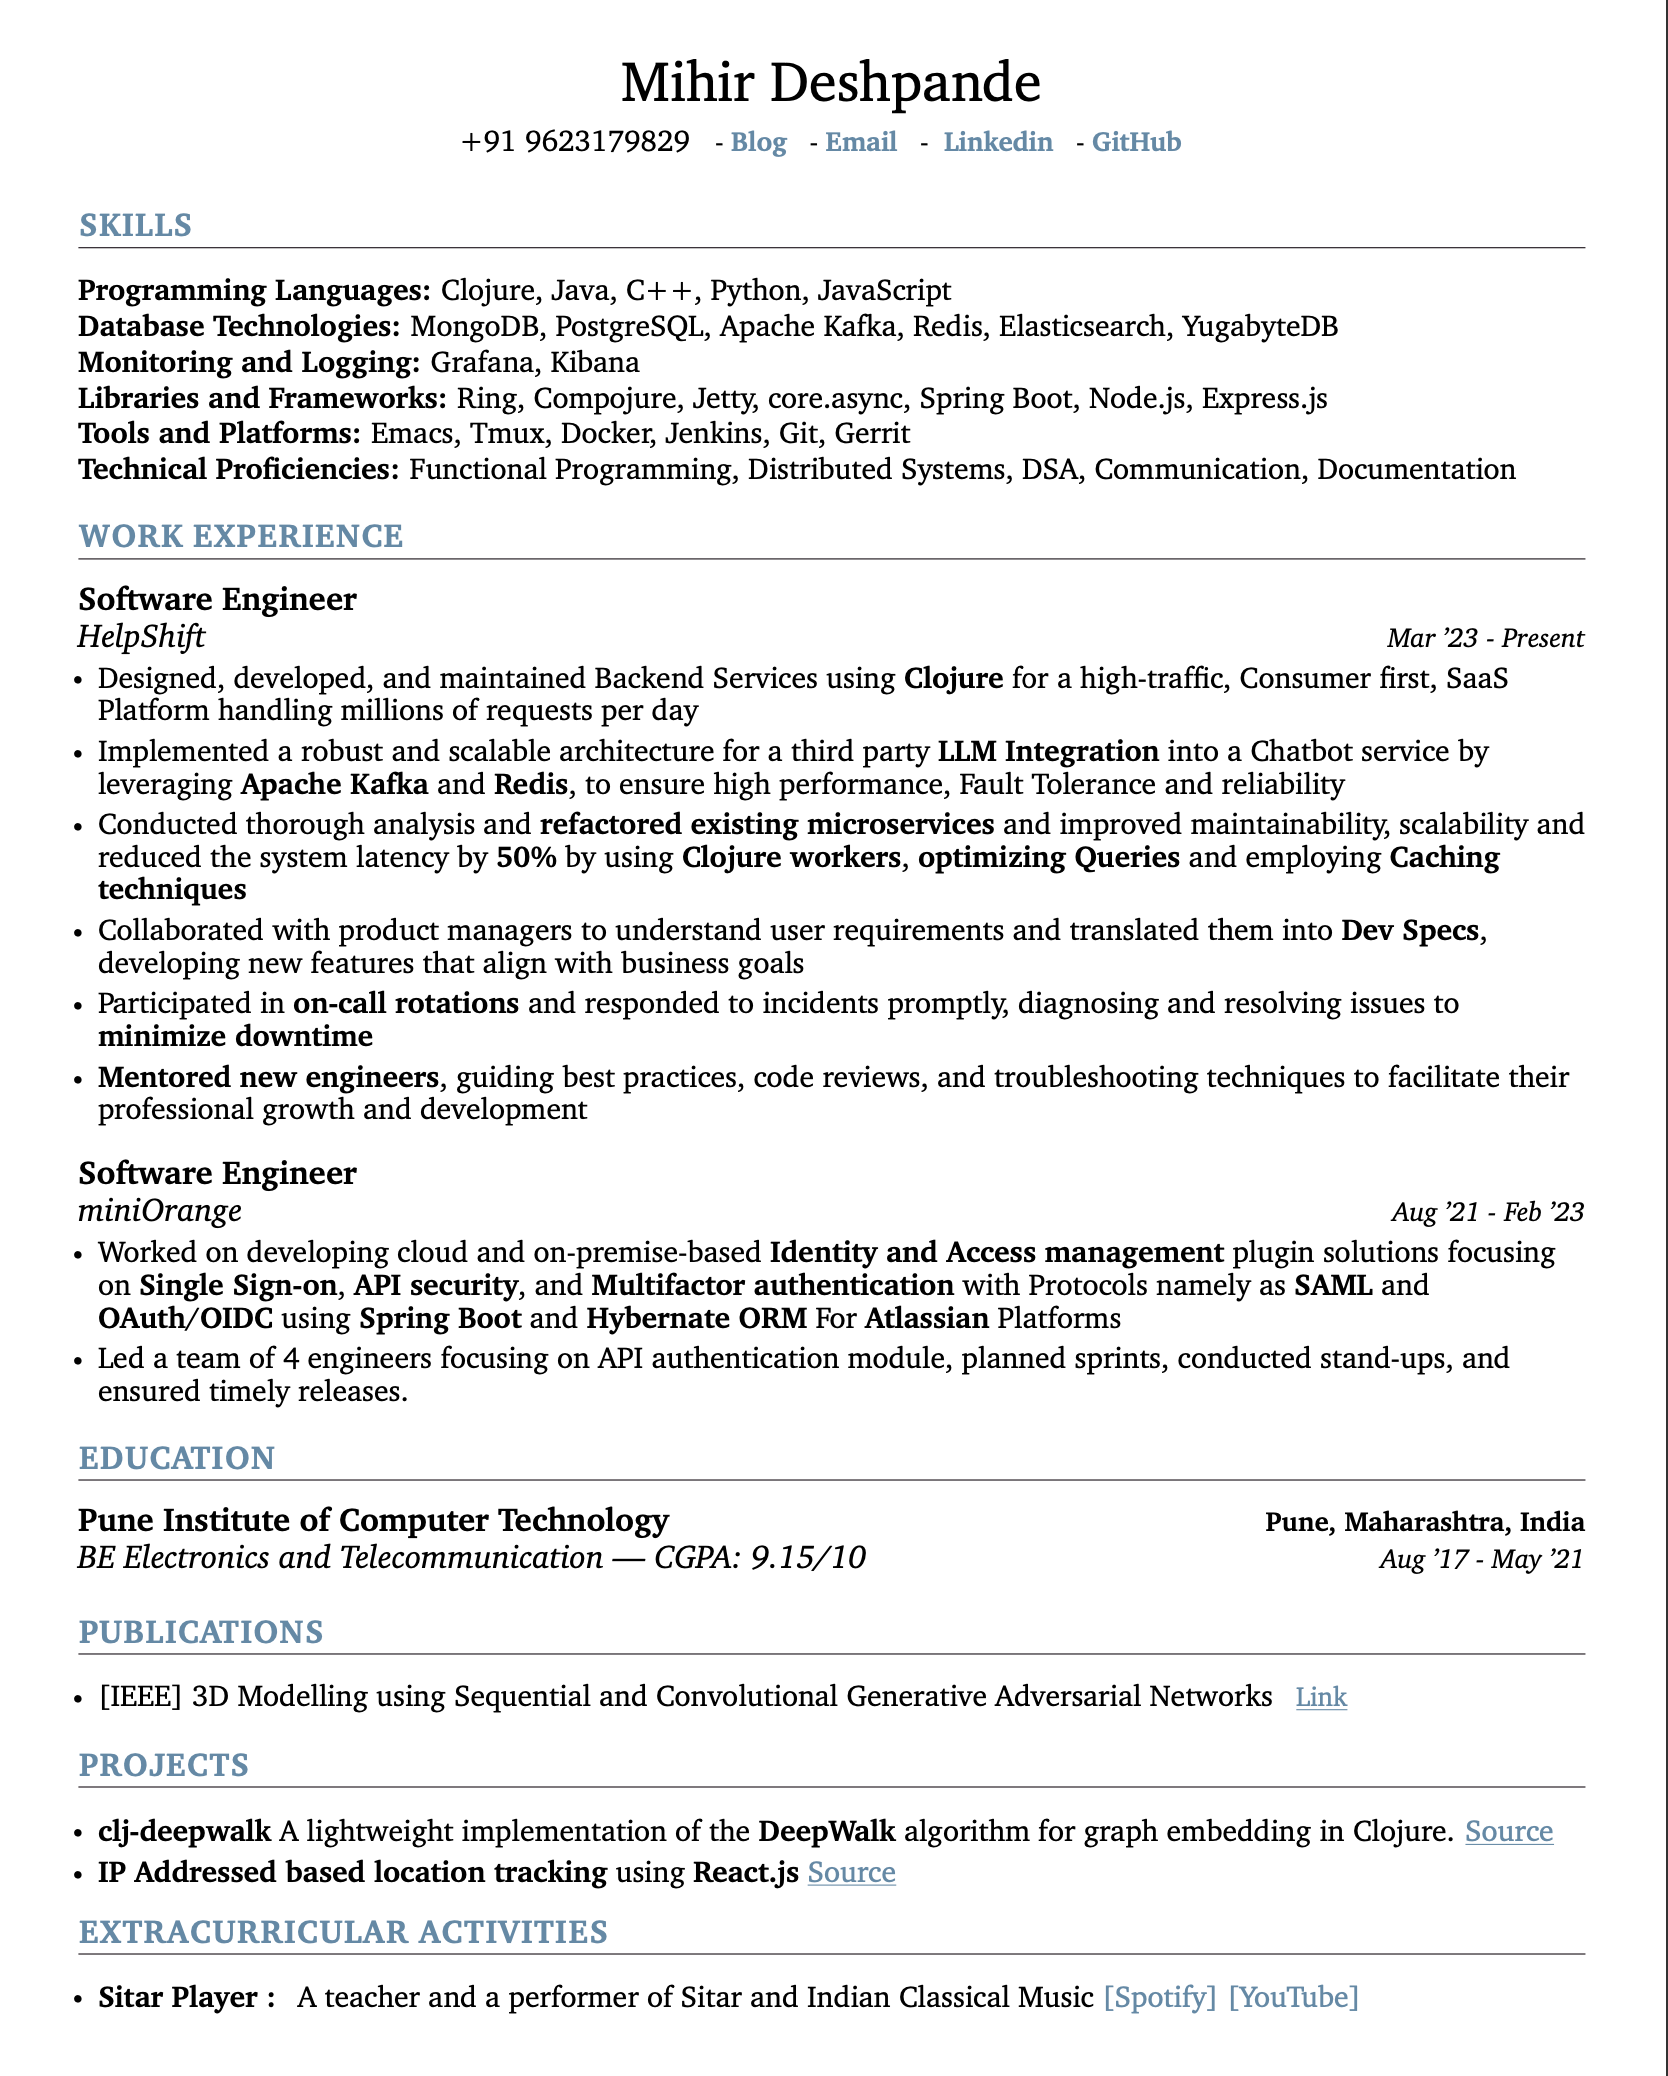 Mihir Deshpande
+91 9623179829 - Blog - Email - Linkedin - GitHub
SKILLS
Programming Languages: Clojure, Java, C++, Python, JavaScript
Database Technologies: MongoDB, PostgreSQL, Apache Kafka, Redis, Elasticsearch, YugabyteDB
Monitoring and Logging: Grafana, Kibana
Libraries and Frameworks: Ring, Compojure, Jetty, core.async, Spring Boot, Node.js, Express.js
Tools and Platforms: Emacs, Tmux, Docker, Jenkins, Git, Gerrit
Technical Proficiencies: Functional Programming, Distributed Systems, DSA, Communication, Documentation
WORK EXPERIENCE
Software Engineer
HelpShift Mar ’23 - Present
• Designed, developed, and maintained Backend Services using Clojure for a high-traffic, Consumer first, SaaS
Platform handling millions of requests per day
• Implemented a robust and scalable architecture for a third party LLM Integration into a Chatbot service by
leveraging Apache Kafka and Redis, to ensure high performance, Fault Tolerance and reliability
• Conducted thorough analysis and refactored existing microservices and improved maintainability, scalability and
reduced the system latency by 50% by using Clojure workers, optimizing Queries and employing Caching
techniques
• Collaborated with product managers to understand user requirements and translated them into Dev Specs,
developing new features that align with business goals
• Participated in on-call rotations and responded to incidents promptly, diagnosing and resolving issues to
minimize downtime
• Mentored new engineers, guiding best practices, code reviews, and troubleshooting techniques to facilitate their
professional growth and development
Software Engineer
miniOrange Aug ’21 - Feb ’23
• Worked on developing cloud and on-premise-based Identity and Access management plugin solutions focusing
on Single Sign-on, API security, and Multifactor authentication with Protocols namely as SAML and
OAuth/OIDC using Spring Boot and Hybernate ORM For Atlassian Platforms
• Led a team of 4 engineers focusing on API authentication module, planned sprints, conducted stand-ups, and
ensured timely releases.
EDUCATION
Pune Institute of Computer Technology Pune, Maharashtra, India
BE Electronics and Telecommunication — CGPA: 9.15/10 Aug ’17 - May ’21
PUBLICATIONS
• [IEEE] 3D Modelling using Sequential and Convolutional Generative Adversarial Networks Link
PROJECTS
• clj-deepwalk A lightweight implementation of the DeepWalk algorithm for graph embedding in Clojure. Source
• IP Addressed based location tracking using React.js Source
EXTRACURRICULAR ACTIVITIES
• Sitar Player : A teacher and a performer of Sitar and Indian Classical Music [Spotify] [YouTube]